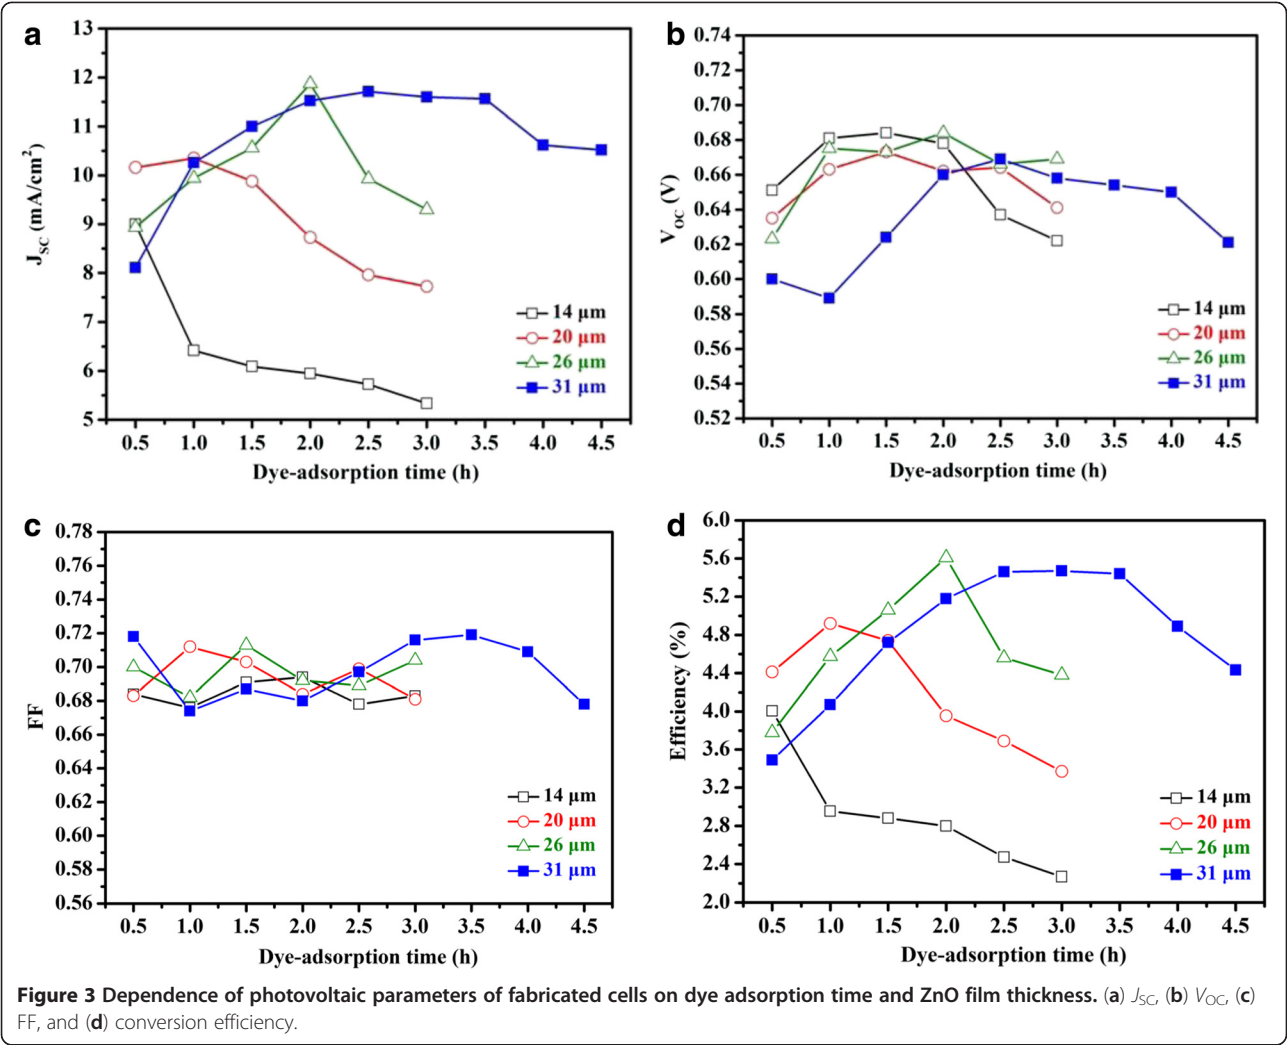 a
13
12
11
10
9
8
7
6
5
J_SC (mA/cm²)
0.5 1.0 1.5 2.0 2.5 3.0 3.5 4.0 4.5
Dye-adsorption time (h)
14 μm
20 μm
26 μm
31 μm
b
0.74
0.72
0.70
0.68
0.66
0.64
0.62
0.60
0.58
0.56
0.54
0.52
V_OC (V)
0.5 1.0 1.5 2.0 2.5 3.0 3.5 4.0 4.5
Dye-adsorption time (h)
14 μm
20 μm
26 μm
31 μm
c
0.78
0.76
0.74
0.72
0.70
0.68
0.66
0.64
0.62
0.60
0.58
0.56
FF
0.5 1.0 1.5 2.0 2.5 3.0 3.5 4.0 4.5
Dye-adsorption time (h)
14 μm
20 μm
26 μm
31 μm
d
6.0
5.6
5.2
4.8
4.4
4.0
3.6
3.2
2.8
2.4
2.0
Efficiency (%)
0.5 1.0 1.5 2.0 2.5 3.0 3.5 4.0 4.5
Dye-adsorption time (h)
14 μm
20 μm
26 μm
31 μm
Figure 3 Dependence of photovoltaic parameters of fabricated cells on dye adsorption time and ZnO film thickness. (a) J_SC, (b) V_OC, (c)
FF, and (d) conversion efficiency.